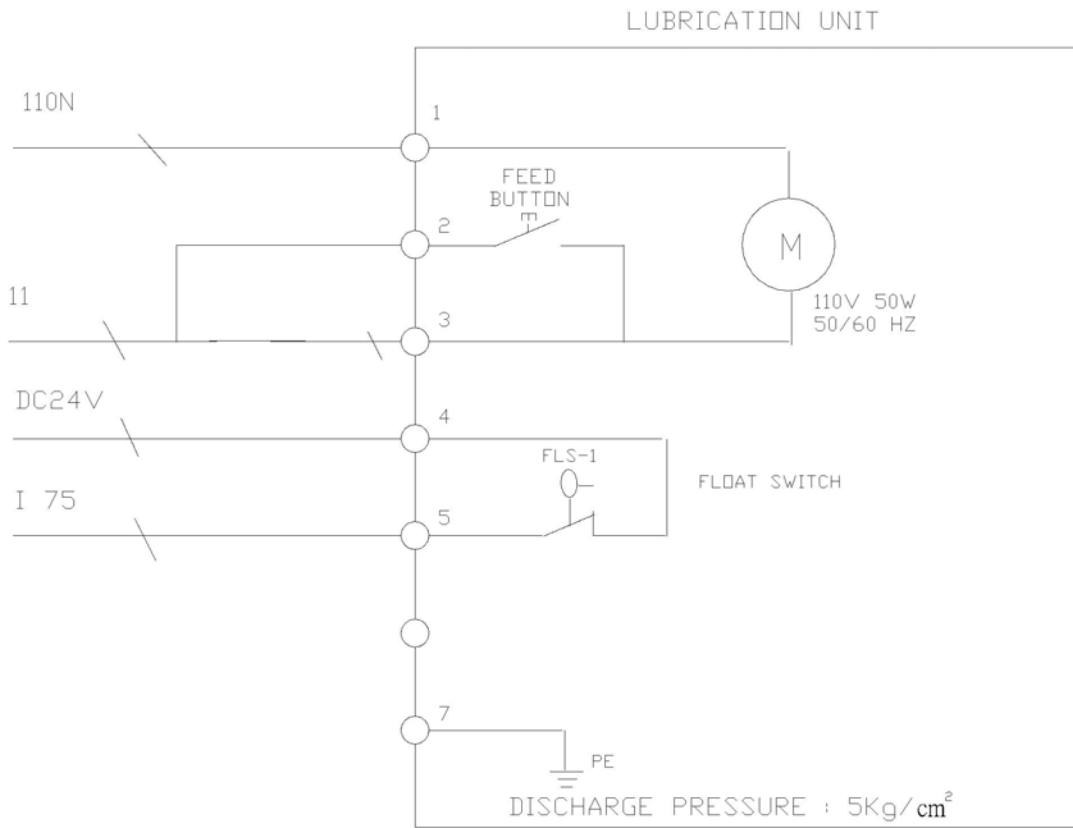 LUBRICATION UNIT
110N
1
FEED
BUTTON
2
M
11
3
110V 50W
50/60 HZ
DC24V
4
FLS-1
FLOAT SWITCH
I 75
5
7
PE
DISCHARGE PRESSURE : 5Kg/cm²